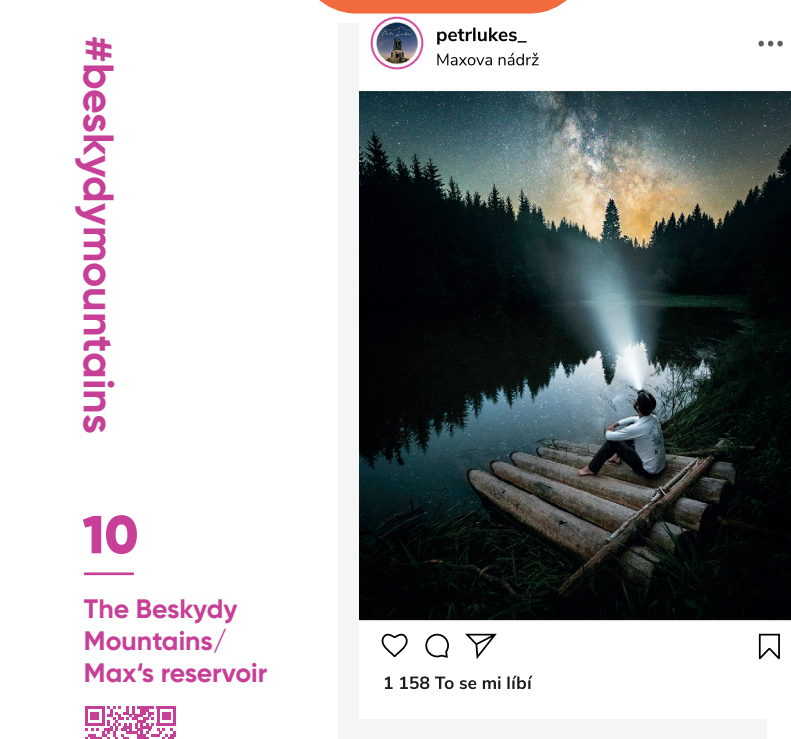 #beskydymountains
10
The Beskydy
Mountains/
Max‘s reservoir
petrlukes_
Maxova nádrž
1 158 To se mi líbí